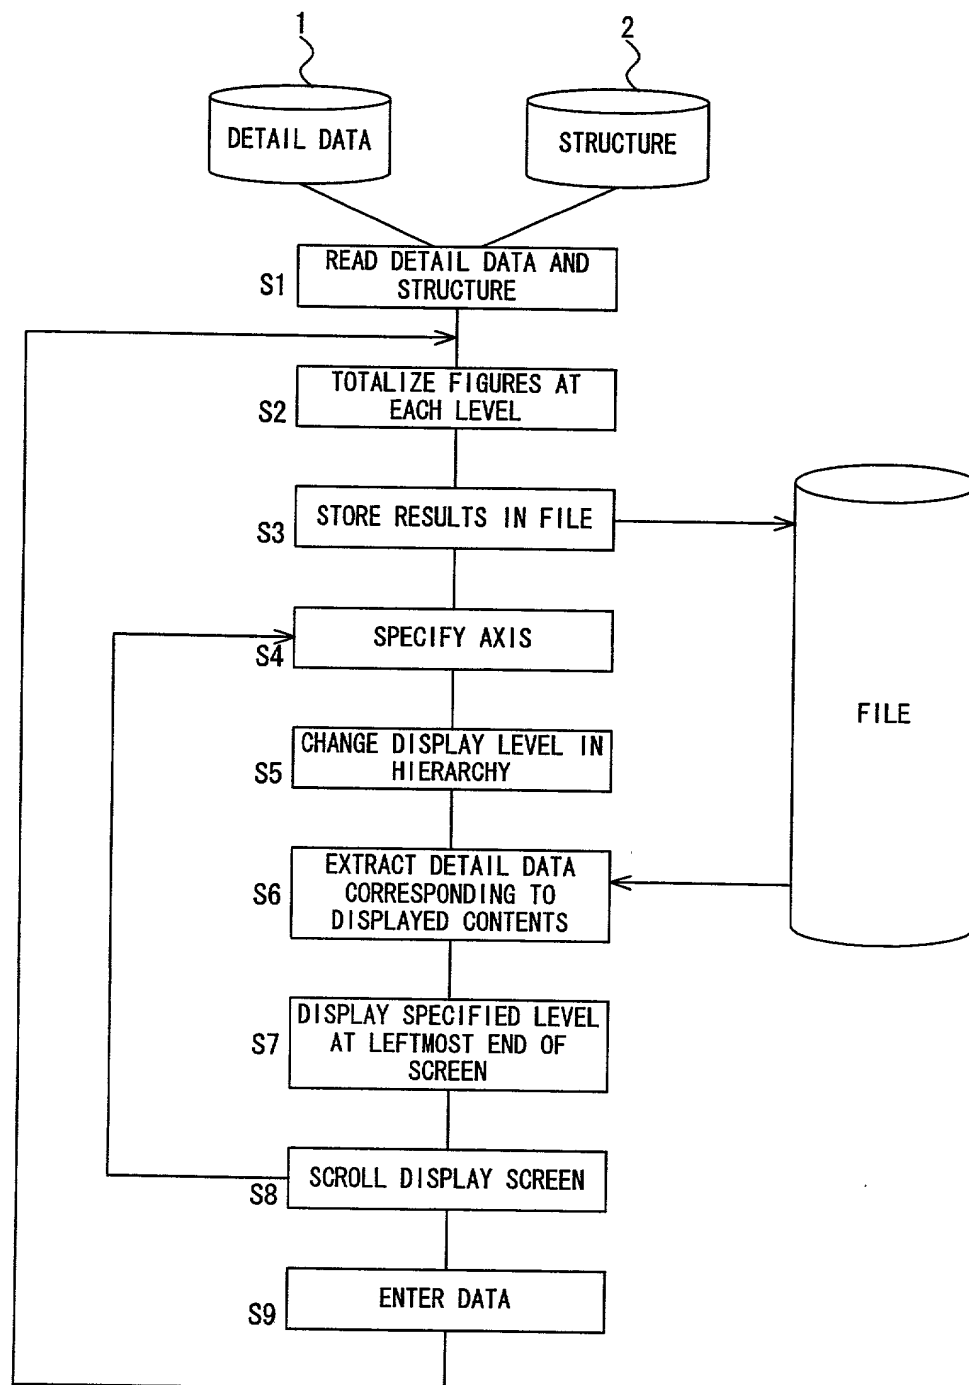 1
2
DETAIL DATA
STRUCTURE
S1
READ DETAIL DATA AND
STRUCTURE
S2
TOTALIZE FIGURES AT
EACH LEVEL
S3
STORE RESULTS IN FILE
S4
SPECIFY AXIS
FILE
S5
CHANGE DISPLAY LEVEL IN
HIERARCHY
S6
EXTRACT DETAIL DATA
CORRESPONDING TO
DISPLAYED CONTENTS
S7
DISPLAY SPECIFIED LEVEL
AT LEFTMOST END OF
SCREEN
S8
SCROLL DISPLAY SCREEN
S9
ENTER DATA